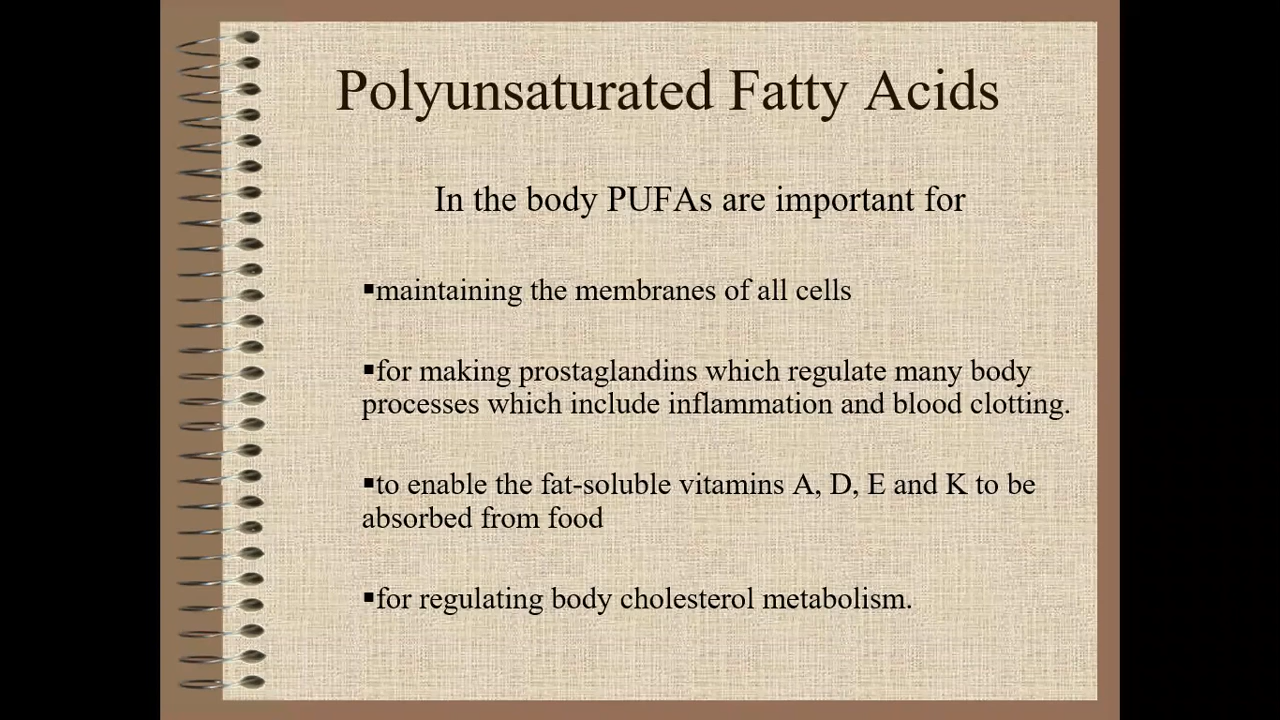 Polyunsaturated Fatty Acids
In the body PUFAs are important for
▪maintaining the membranes of all cells
▪for making prostaglandins which regulate many body
processes which include inflammation and blood clotting.
▪to enable the fat-soluble vitamins A, D, E and K to be
absorbed from food
▪for regulating body cholesterol metabolism.